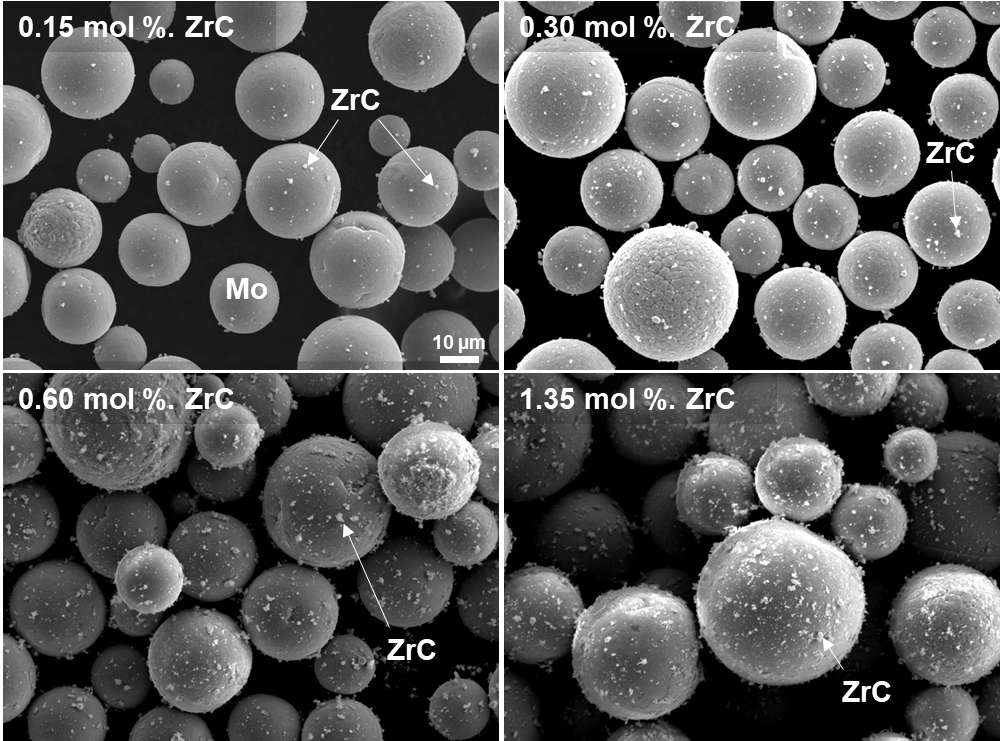 0.15 mol %. ZrC
ZrC
Mo
10 µm
0.30 mol %. ZrC
ZrC
0.60 mol %. ZrC
ZrC
1.35 mol %. ZrC
ZrC